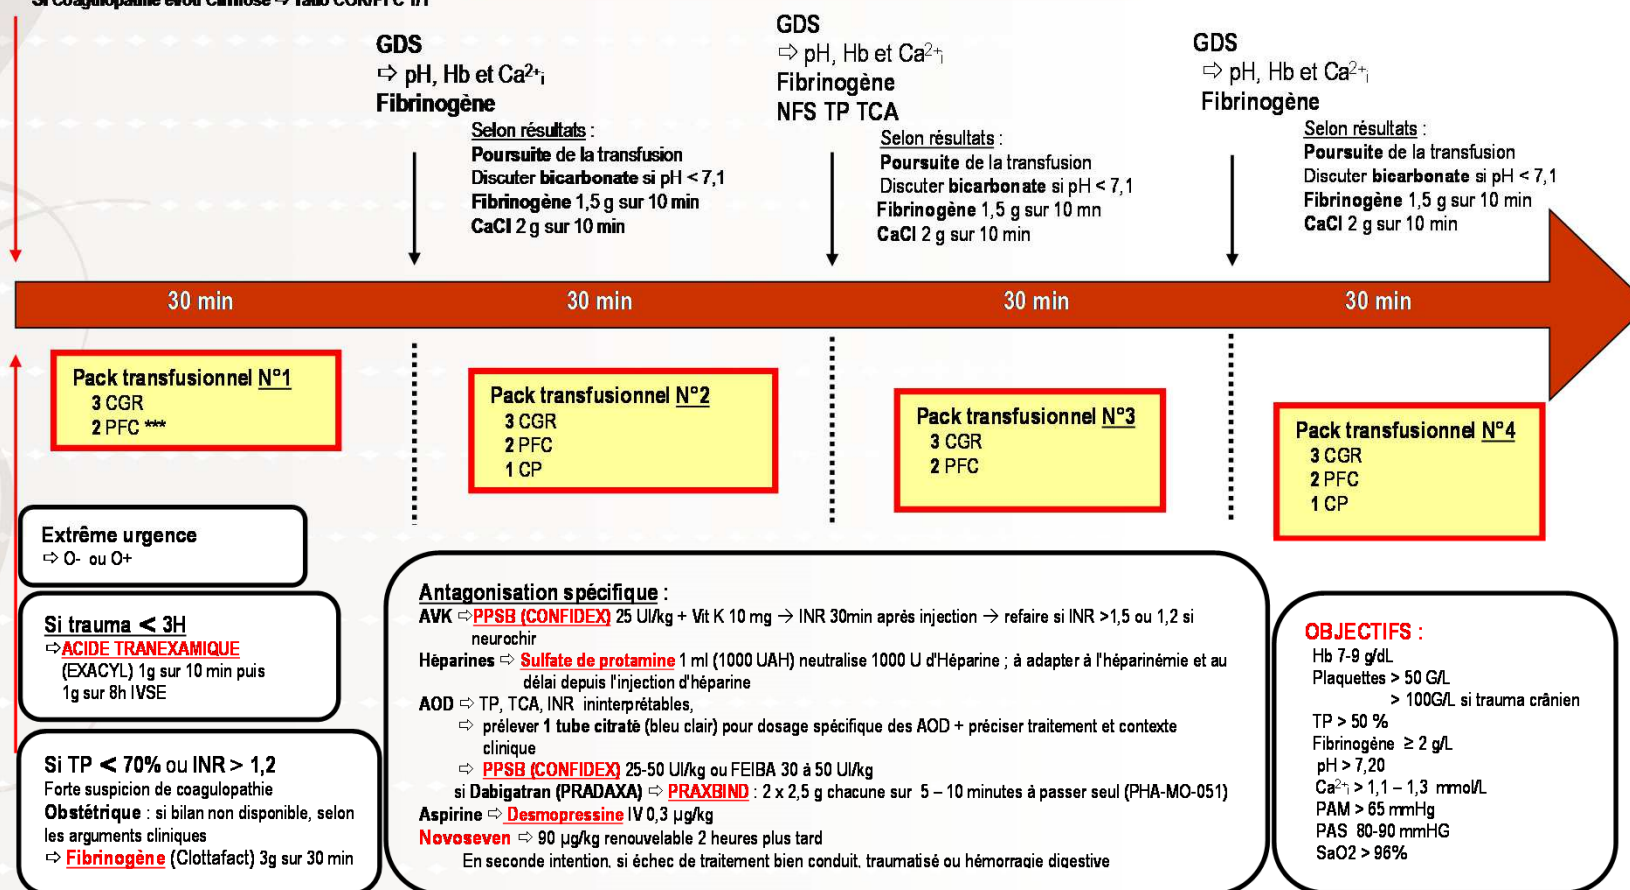 Si Coagulopathie et/ou Cirrhose ⇨ ratio CGR/PFC 1/1
GDS
⇨ pH, Hb et Ca²⁺i
Fibrinogène
Selon résultats :
Poursuite de la transfusion
Discuter bicarbonate si pH < 7,1
Fibrinogène 1,5 g sur 10 min
CaCl 2 g sur 10 min
GDS
⇨ pH, Hb et Ca²⁺i
Fibrinogène
NFS TP TCA
Selon résultats :
Poursuite de la transfusion
Discuter bicarbonate si pH < 7,1
Fibrinogène 1,5 g sur 10 mn
CaCl 2 g sur 10 min
GDS
⇨ pH, Hb et Ca²⁺i
Fibrinogène
Selon résultats :
Poursuite de la transfusion
Discuter bicarbonate si pH < 7,1
Fibrinogène 1,5 g sur 10 min
CaCl 2 g sur 10 min
30 min
30 min
30 min
30 min
Pack transfusionnel N°1
3 CGR
2 PFC ***
Pack transfusionnel N°2
3 CGR
2 PFC
1 CP
Pack transfusionnel N°3
3 CGR
2 PFC
Pack transfusionnel N°4
3 CGR
2 PFC
1 CP
Extrême urgence
⇨ O- ou O+
Si trauma < 3H
⇨ACIDE TRANEXAMIQUE
(EXACYL) 1g sur 10 min puis
1g sur 8h IVSE
Si TP < 70% ou INR > 1,2
Forte suspicion de coagulopathie
Obstétrique : si bilan non disponible, selon
les arguments cliniques
⇨ Fibrinogène (Clottafact) 3g sur 30 min
Antagonisation spécifique :
AVK ⇨PPSB (CONFIDEX) 25 UI/kg + Vit K 10 mg → INR 30min après injection → refaire si INR >1,5 ou 1,2 si
neurochir
Héparines ⇨ Sulfate de protamine 1 ml (1000 UAH) neutralise 1000 U d'Héparine ; à adapter à l'héparinémie et au
délai depuis l'injection d'héparine
AOD ⇨ TP, TCA, INR ininterprétables,
⇨ prélever 1 tube citraté (bleu clair) pour dosage spécifique des AOD + préciser traitement et contexte
clinique
⇨ PPSB (CONFIDEX) 25-50 UI/kg ou FEIBA 30 à 50 UI/kg
si Dabigatran (PRADAXA) ⇨ PRAXBIND : 2 x 2,5 g chacune sur 5 – 10 minutes à passer seul (PHA-MO-051)
Aspirine ⇨ Desmopressine IV 0,3 µg/kg
Novoseven ⇨ 90 µg/kg renouvelable 2 heures plus tard
En seconde intention, si échec de traitement bien conduit, traumatisé ou hémorragie digestive
OBJECTIFS :
Hb 7-9 g/dL
Plaquettes > 50 G/L
> 100G/L si trauma crânien
TP > 50 %
Fibrinogène ≥ 2 g/L
pH > 7,20
Ca²⁺i > 1,1 – 1,3 mmol/L
PAM > 65 mmHg
PAS 80-90 mmHG
SaO2 > 96%